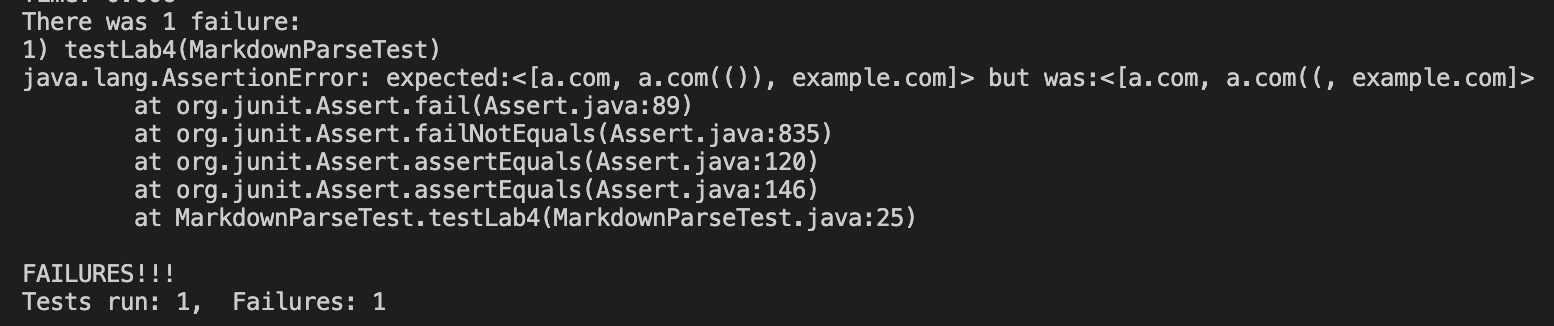 There was 1 failure:
1) testLab4(MarkdownParseTest)
java.lang.AssertionError: expected:<[a.com, a.com(()), example.com]> but was:<[a.com, a.com((, example.com]>
        at org.junit.Assert.fail(Assert.java:89)
        at org.junit.Assert.failNotEquals(Assert.java:835)
        at org.junit.Assert.assertEquals(Assert.java:120)
        at org.junit.Assert.assertEquals(Assert.java:146)
        at MarkdownParseTest.testLab4(MarkdownParseTest.java:25)

FAILURES!!!
Tests run: 1,  Failures: 1